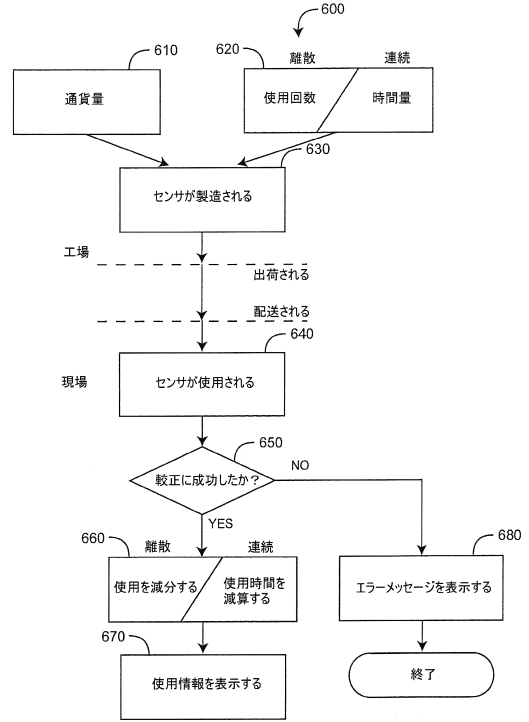 600
610
620
離散
連続
通貨量
使用回数
時間量
630
センサが製造される
工場
出荷される
配送される
640
現場
センサが使用される
650
較正に成功したか?
NO
YES
660
離散
連続
680
使用を減分する
使用時間を
減算する
エラーメッセージを表示する
670
使用情報を表示する
終了